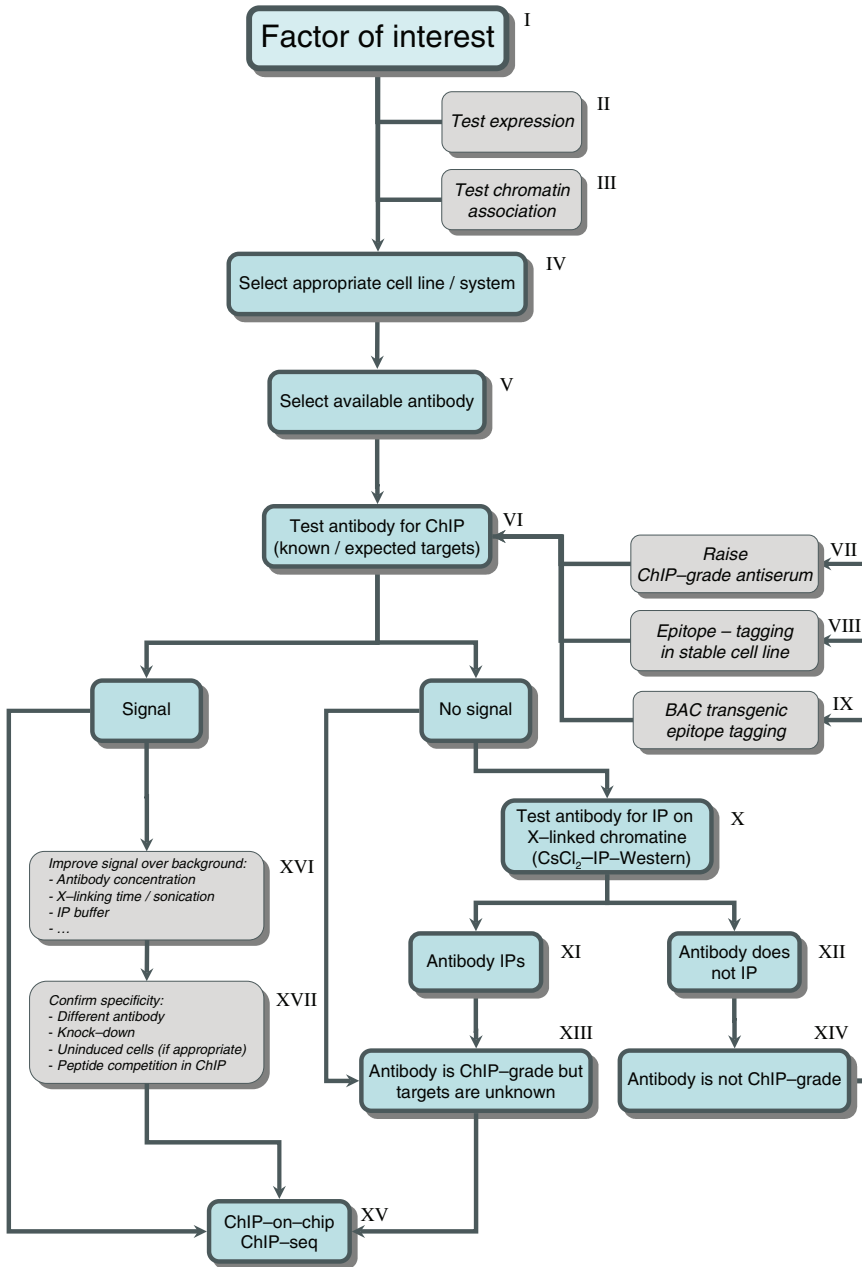 Factor of interest
I
II
Test expression
III
Test chromatin
association
IV
Select appropriate cell line / system
V
Select available antibody
VI
Test antibody for ChIP
(known / expected targets)
VII
Raise
ChIP–grade antiserum
VIII
Epitope – tagging
in stable cell line
IX
BAC transgenic
epitope tagging
Signal
No signal
X
Test antibody for IP on
X–linked chromatine
(CsCl₂–IP–Western)
XVI
Improve signal over background:
- Antibody concentration
- X–linking time / sonication
- IP buffer
- ...
XI
Antibody IPs
XII
Antibody does
not IP
XVII
Confirm specificity:
- Different antibody
- Knock–down
- Uninduced cells (if appropriate)
- Peptide competition in ChIP
XIII
Antibody is ChIP–grade but
targets are unknown
XIV
Antibody is not ChIP–grade
XV
ChIP–on–chip
ChIP–seq